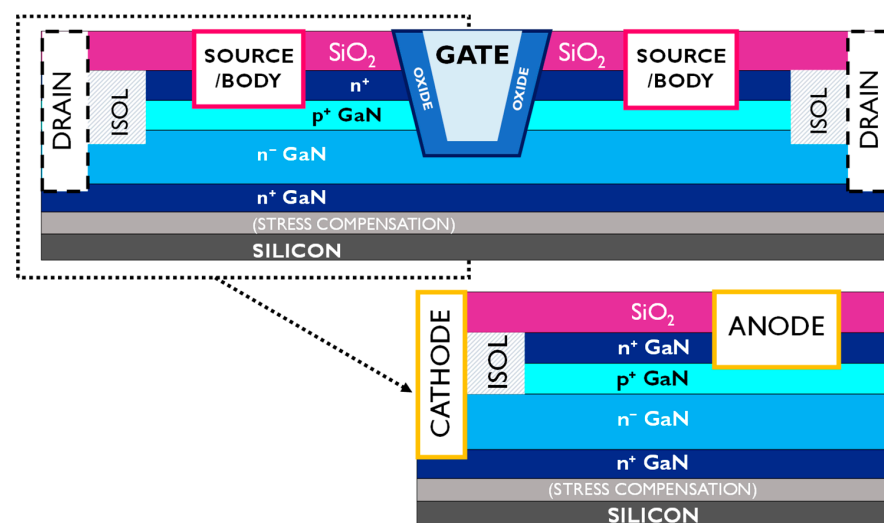 DRAIN
ISOL
SOURCE
/BODY
SiO₂
n⁺
p⁺ GaN
n⁻ GaN
n⁺ GaN
(STRESS COMPENSATION)
SILICON
OXIDE
GATE
OXIDE
SiO₂
SOURCE
/BODY
ISOL
DRAIN
CATHODE
ISOL
SiO₂
ANODE
n⁺ GaN
p⁺ GaN
n⁻ GaN
n⁺ GaN
(STRESS COMPENSATION)
SILICON